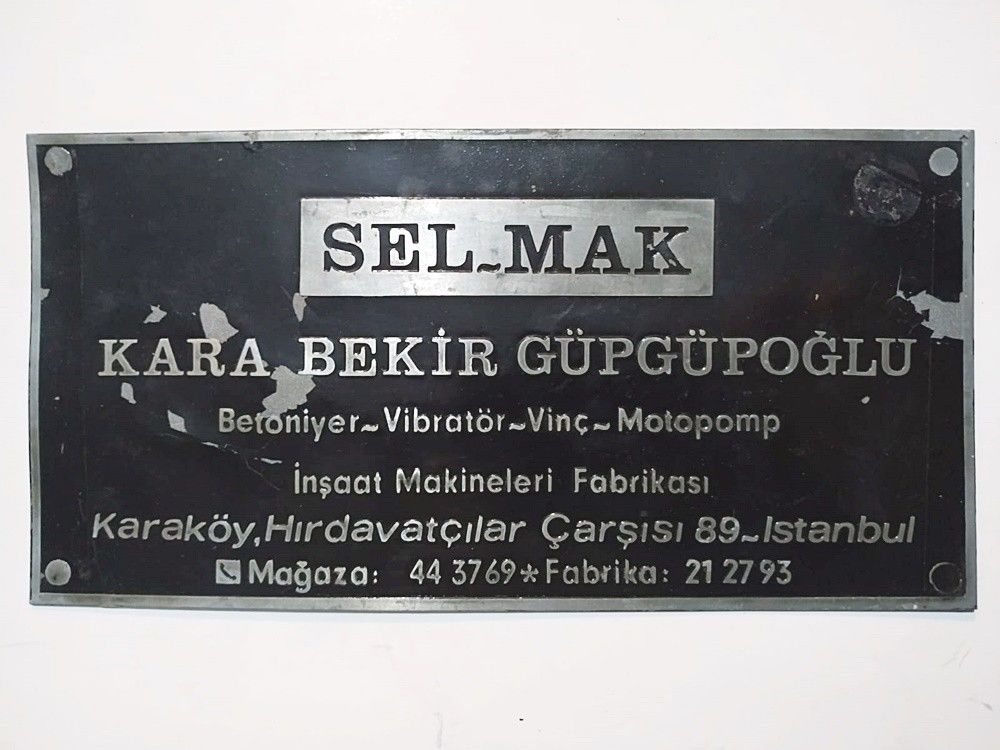 SEL~MAK
KARA BEKİR GÜPGÜPOĞLU
Betoniyer~Vibratör~Vinç~Motopomp
İnşaat Makineleri Fabrikası
Karaköy,Hırdavatçılar Çarşısı 89~Istanbul
Mağaza: 44 3769*Fabrika: 21 27 93